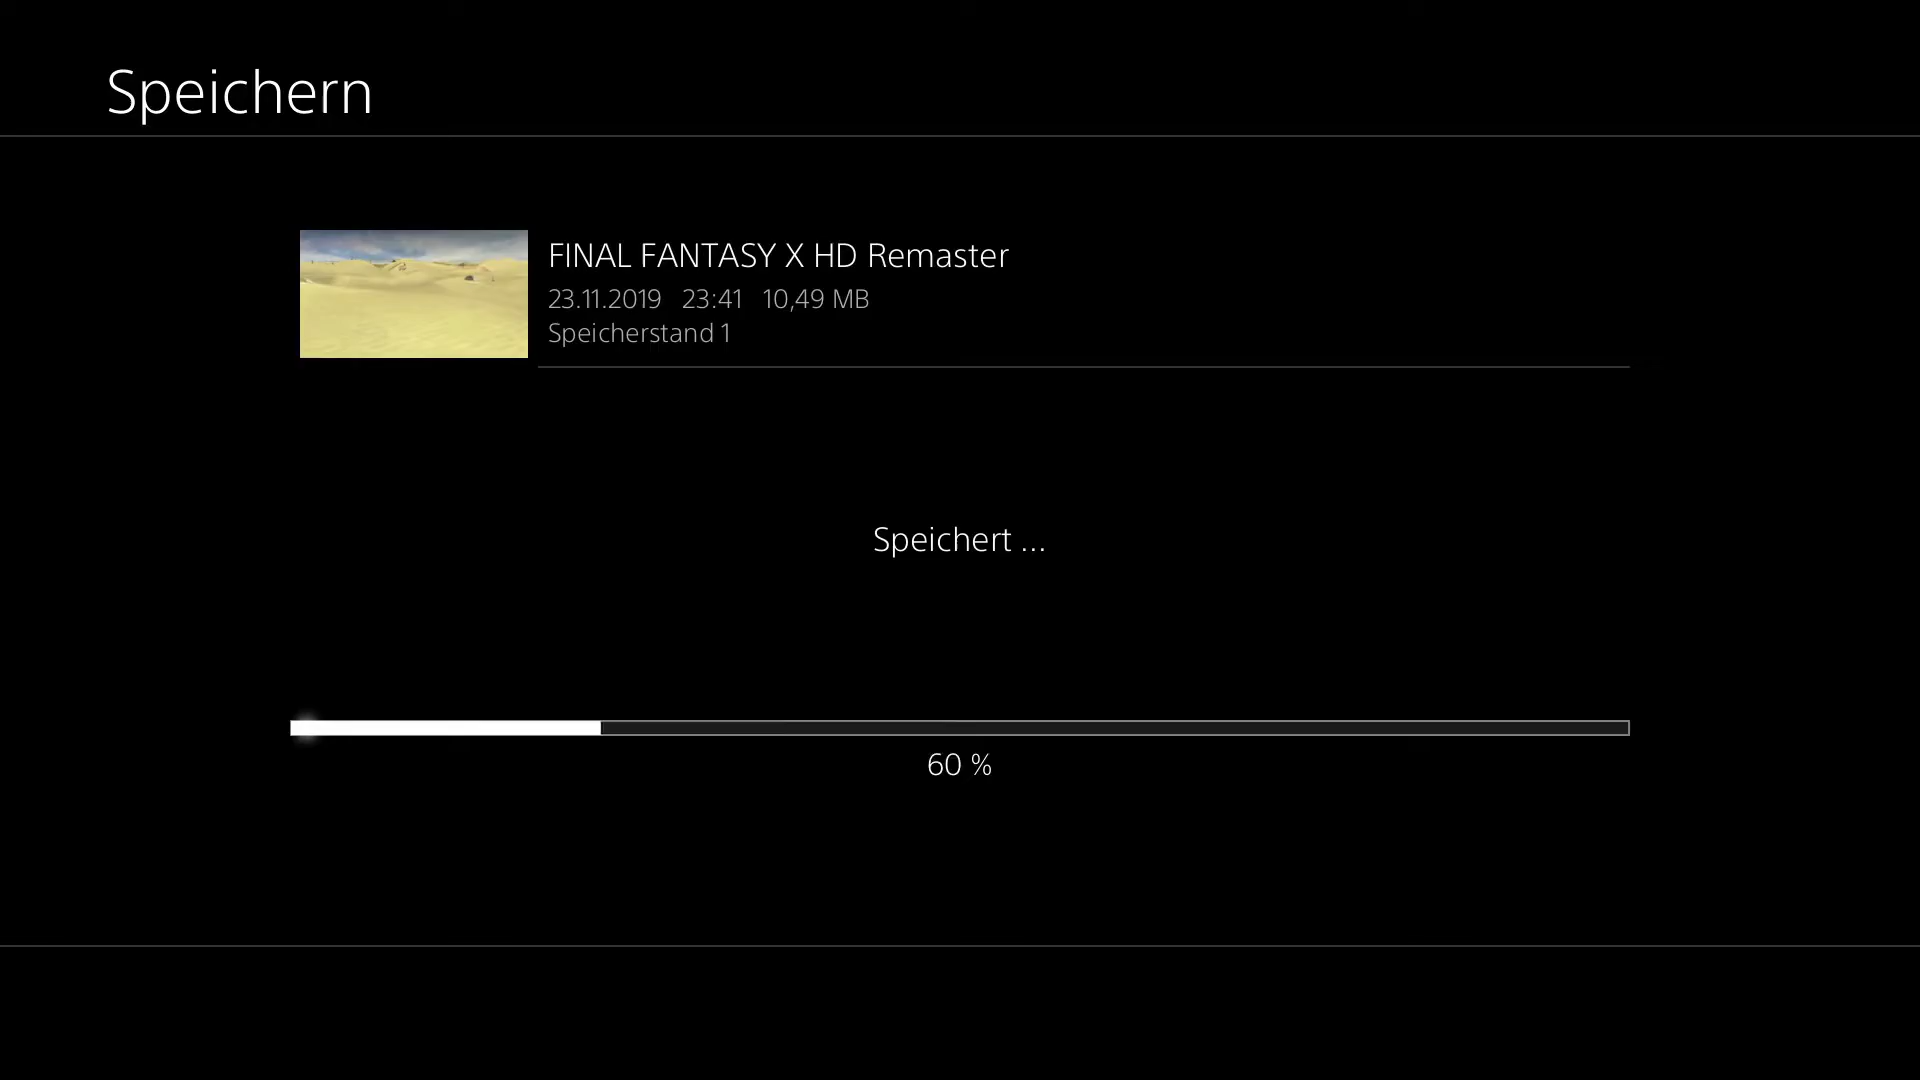 Speichern
FINAL FANTASY X HD Remaster
23.11.2019 23:41 10,49 MB
Speicherstand 1
Speichert ...
60 %